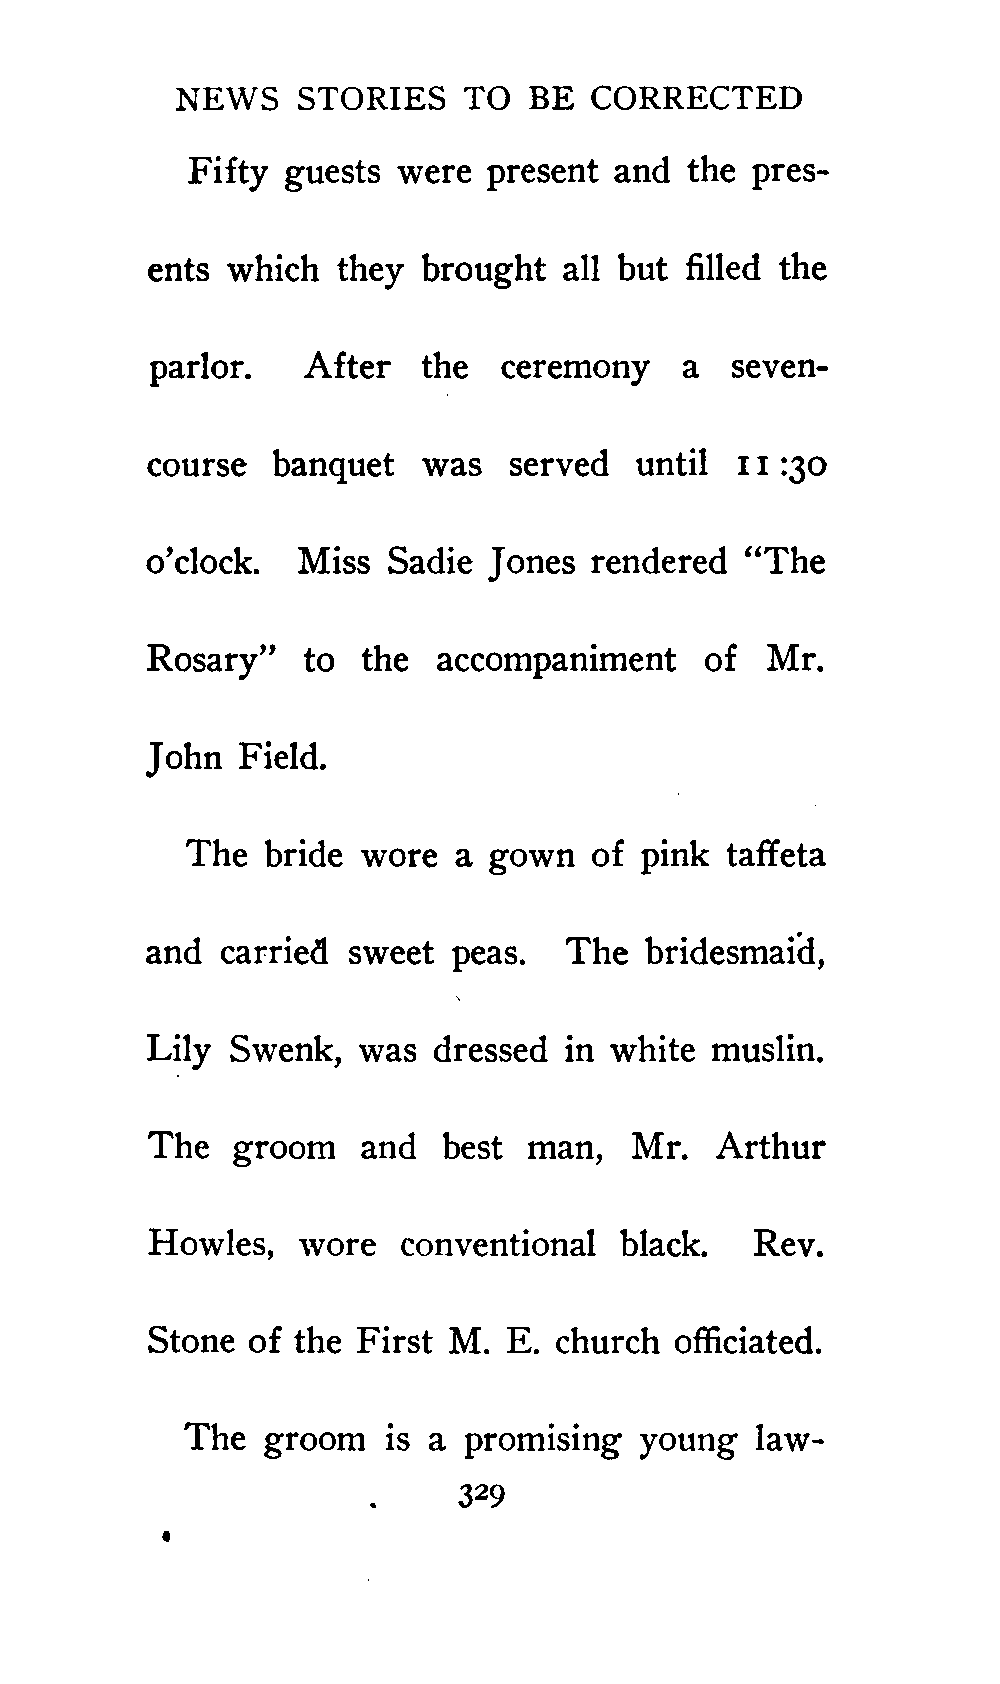 NEWS STORIES TO BE CORRECTED
Fifty guests were present and the pres-
ents which they brought all but filled the
parlor. After the ceremony a seven-
course banquet was served until 11:30
o'clock. Miss Sadie Jones rendered "The
Rosary" to the accompaniment of Mr.
John Field.
The bride wore a gown of pink taffeta
and carried sweet peas. The bridesmaid,
Lily Swenk, was dressed in white muslin.
The groom and best man, Mr. Arthur
Howles, wore conventional black. Rev.
Stone of the First M. E. church officiated.
The groom is a promising young law-
329